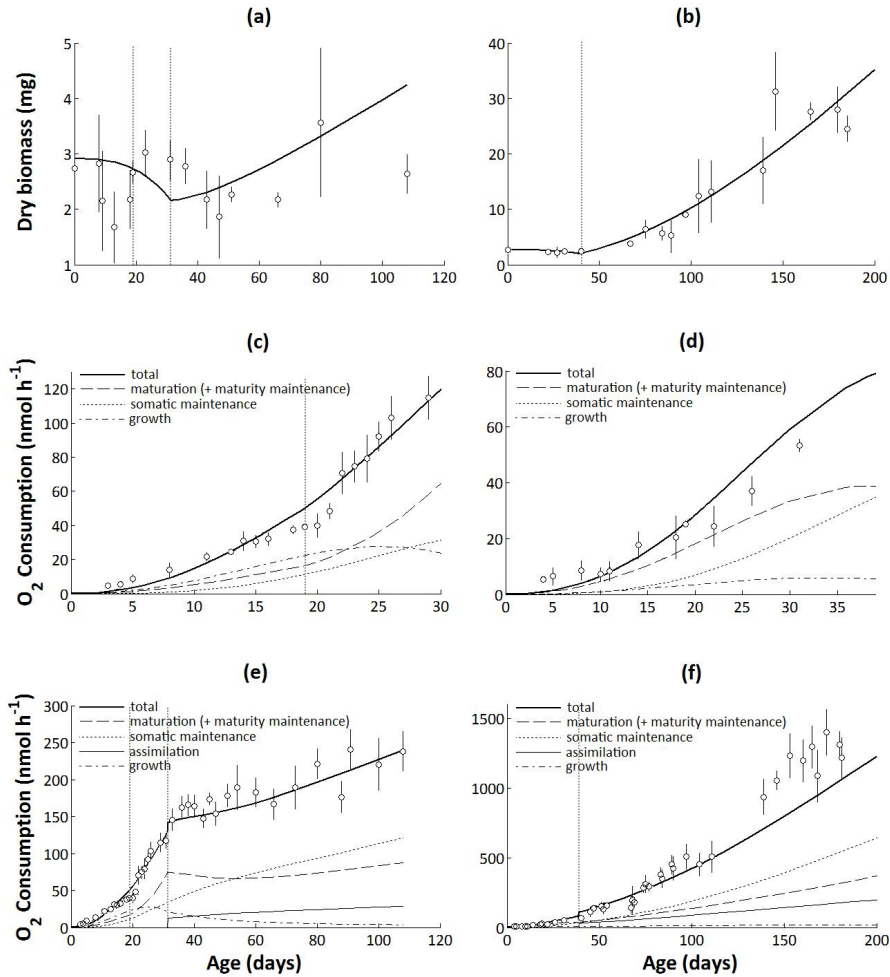 (a)
(b)
Dry biomass (mg)
5
4
3
2
1
0 20 40 60 80 100 120
40
30
20
10
0
0 50 100 150 200
(c)
(d)
O2 Consumption (nmol h-1)
120
100
80
60
40
20
0
total
maturation (+ maturity maintenance)
somatic maintenance
growth
0 5 10 15 20 25 30
80
60
40
20
0
total
maturation (+ maturity maintenance)
somatic maintenance
growth
0 5 10 15 20 25 30 35
(e)
(f)
O2 Consumption (nmol h-1)
300
250
200
150
100
50
0
total
maturation (+ maturity maintenance)
somatic maintenance
assimilation
growth
0 20 40 60 80 100 120
Age (days)
1500
1000
500
0
total
maturation (+ maturity maintenance)
somatic maintenance
assimilation
growth
0 50 100 150 200
Age (days)